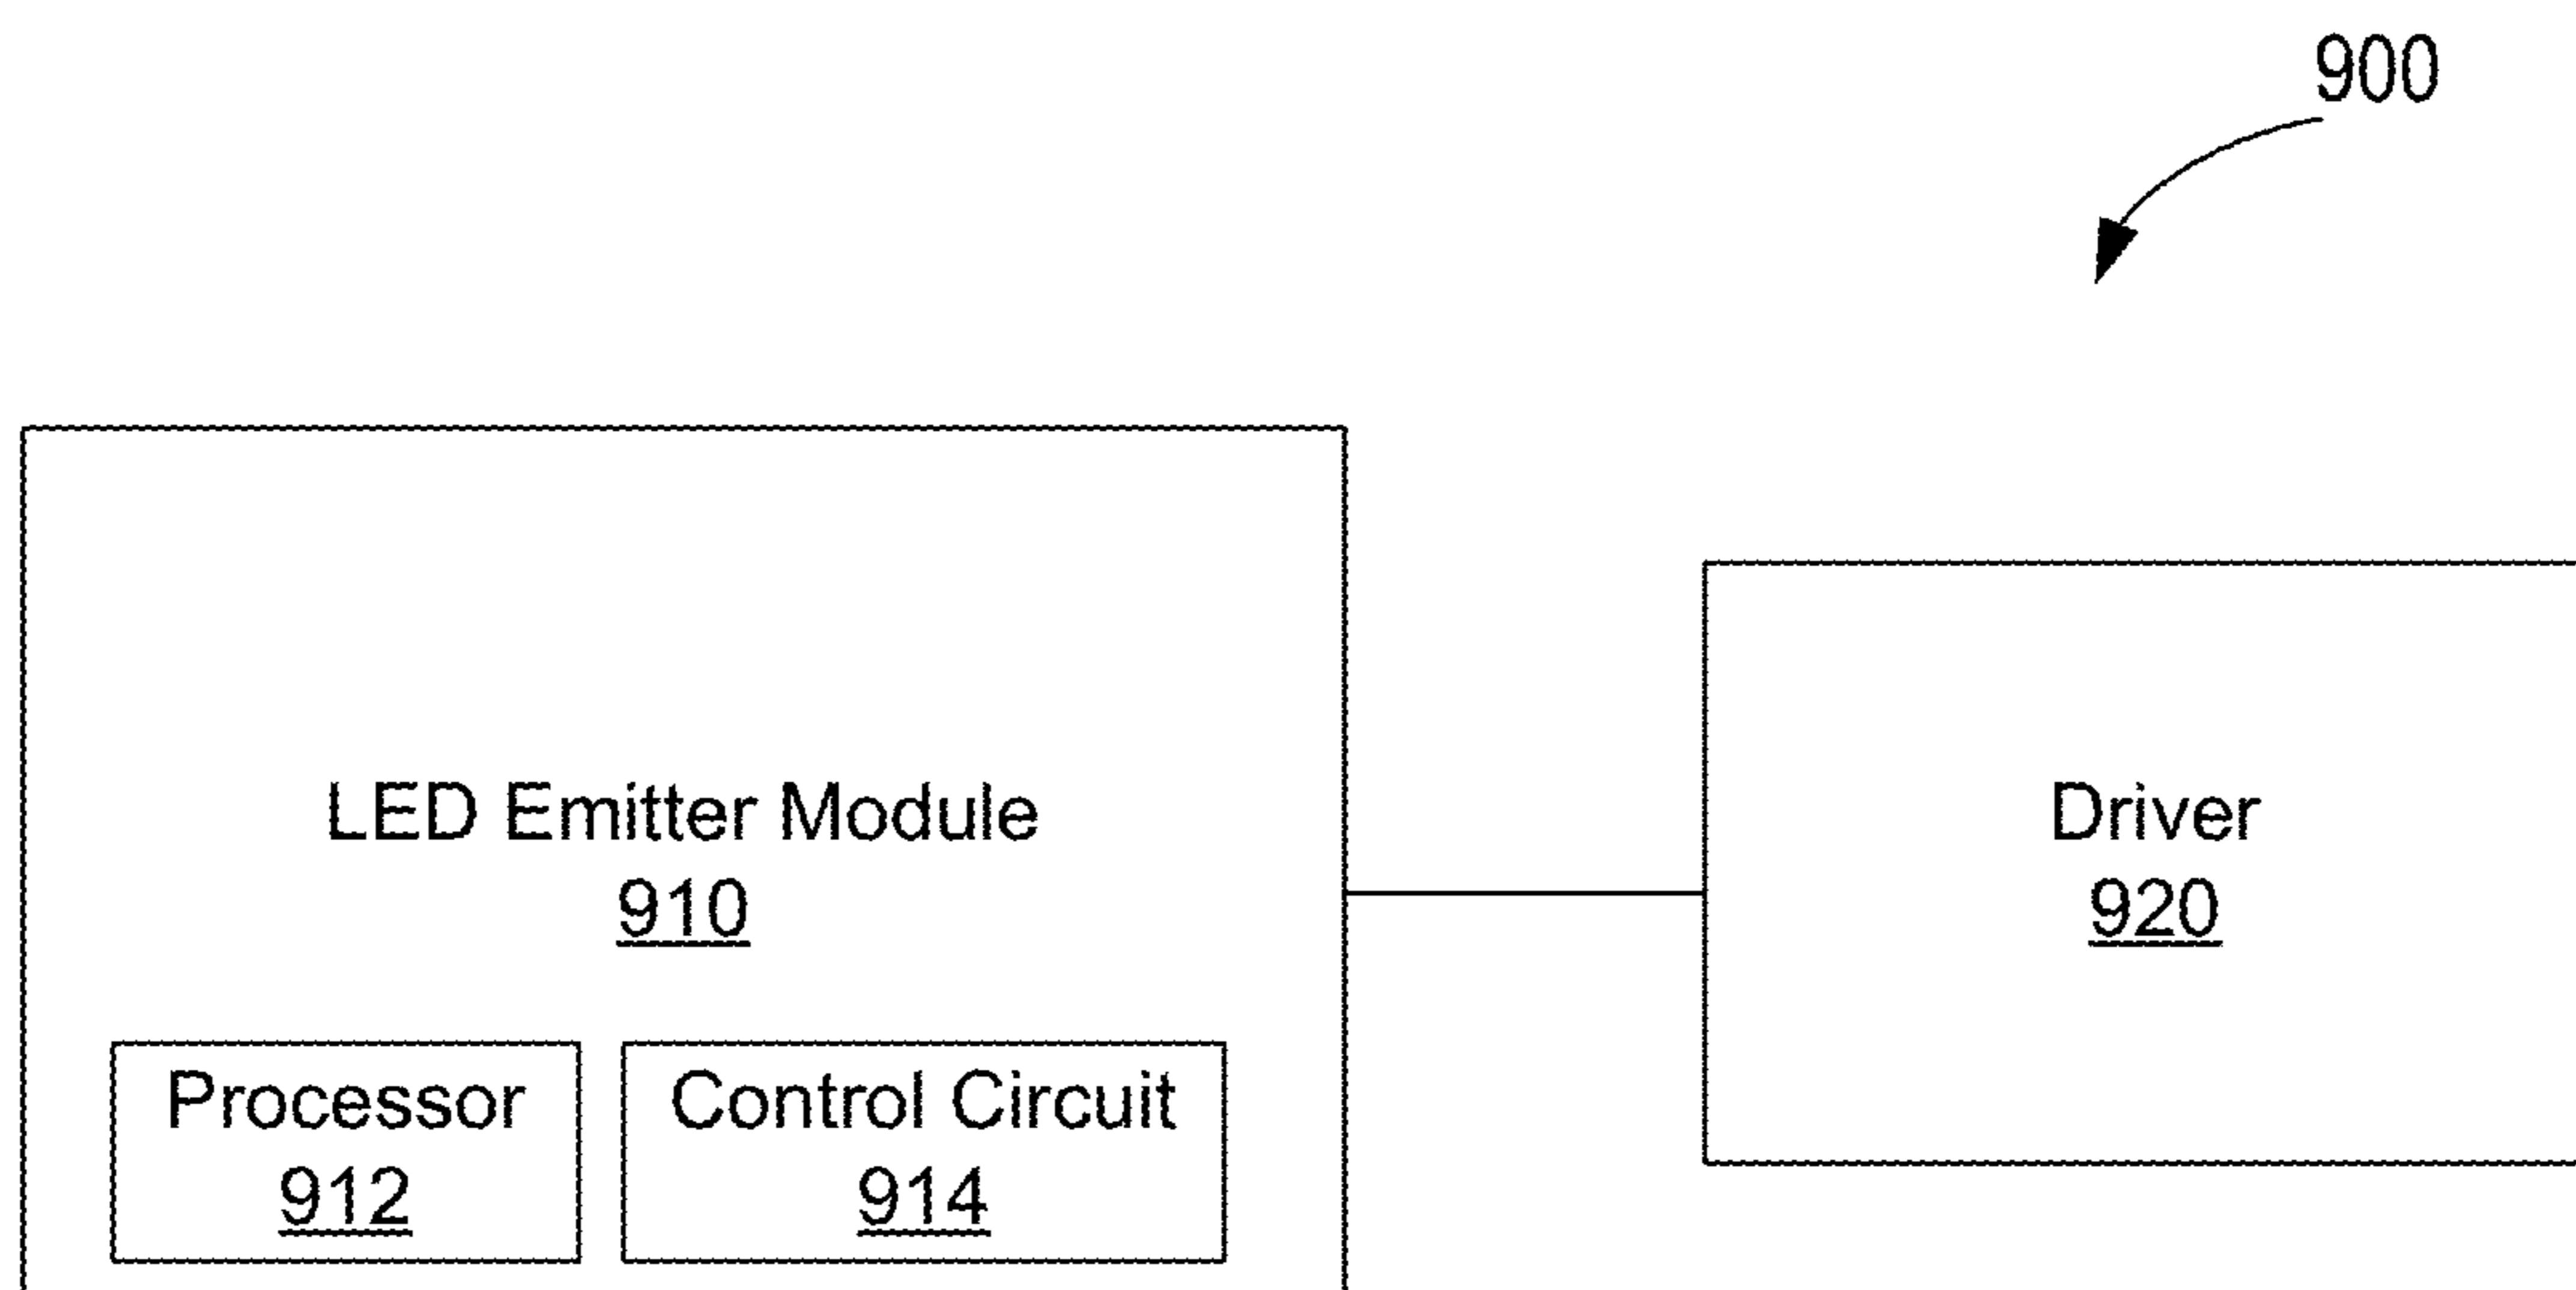 900
LED Emitter Module
910
Driver
920
Processor
912
Control Circuit
914